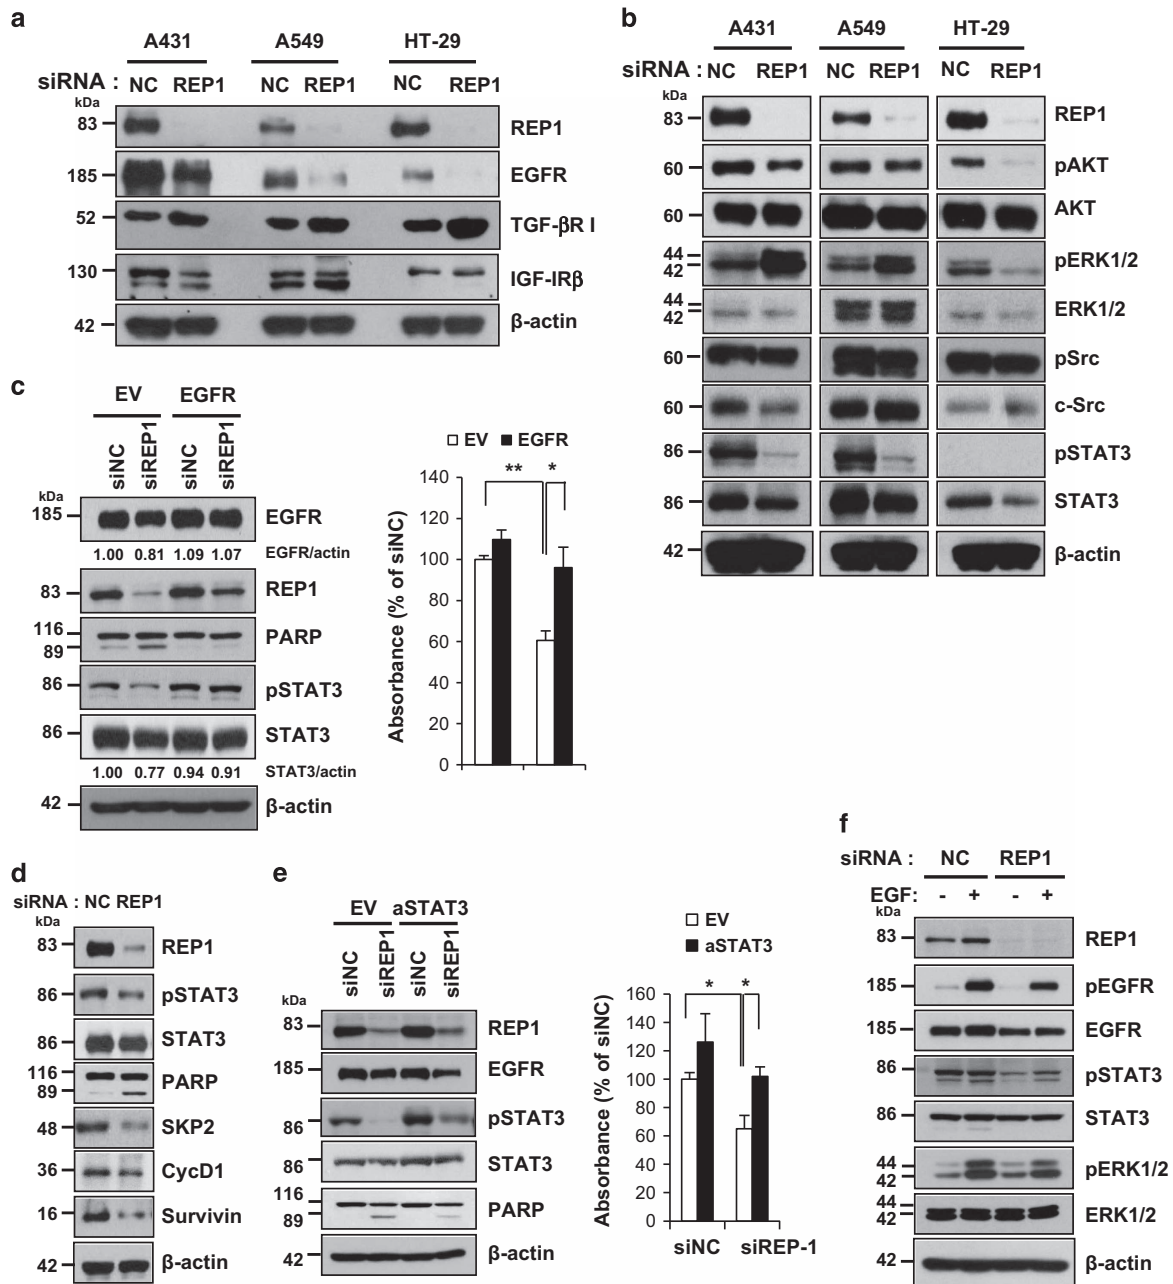 a
A431 A549 HT-29
siRNA : NC REP1 NC REP1 NC REP1
kDa
83 REP1
185 EGFR
52 TGF-βR I
130 IGF-IRβ
42 β-actin
b
A431 A549 HT-29
siRNA : NC REP1 NC REP1 NC REP1
kDa
83 REP1
60 pAKT
60 AKT
44
42 pERK1/2
44
42 ERK1/2
60 pSrc
60 c-Src
86 pSTAT3
86 STAT3
42 β-actin
c
EV EGFR
siNC siREP1 siNC siREP1
kDa
185 EGFR
1.00 0.81 1.09 1.07 EGFR/actin
83 REP1
116
89 PARP
86 pSTAT3
86 STAT3
1.00 0.77 0.94 0.91 STAT3/actin
42 β-actin
EV EGFR
Absorbance (% of siNC)
140
120
100
80
60
40
20
0
** *
d
siRNA : NC REP1
kDa
83 REP1
86 pSTAT3
86 STAT3
116
89 PARP
48 SKP2
36 CycD1
16 Survivin
42 β-actin
e
EV aSTAT3
siNC siREP1 siNC siREP1
kDa
83 REP1
185 EGFR
86 pSTAT3
86 STAT3
116
89 PARP
42 β-actin
EV
aSTAT3
Absorbance (% of siNC)
160
140
120
100
80
60
40
20
0
* *
siNC siREP-1
f
siRNA : NC REP1
EGF: - + - +
kDa
83 REP1
185 pEGFR
185 EGFR
86 pSTAT3
86 STAT3
44
42 pERK1/2
44
42 ERK1/2
42 β-actin